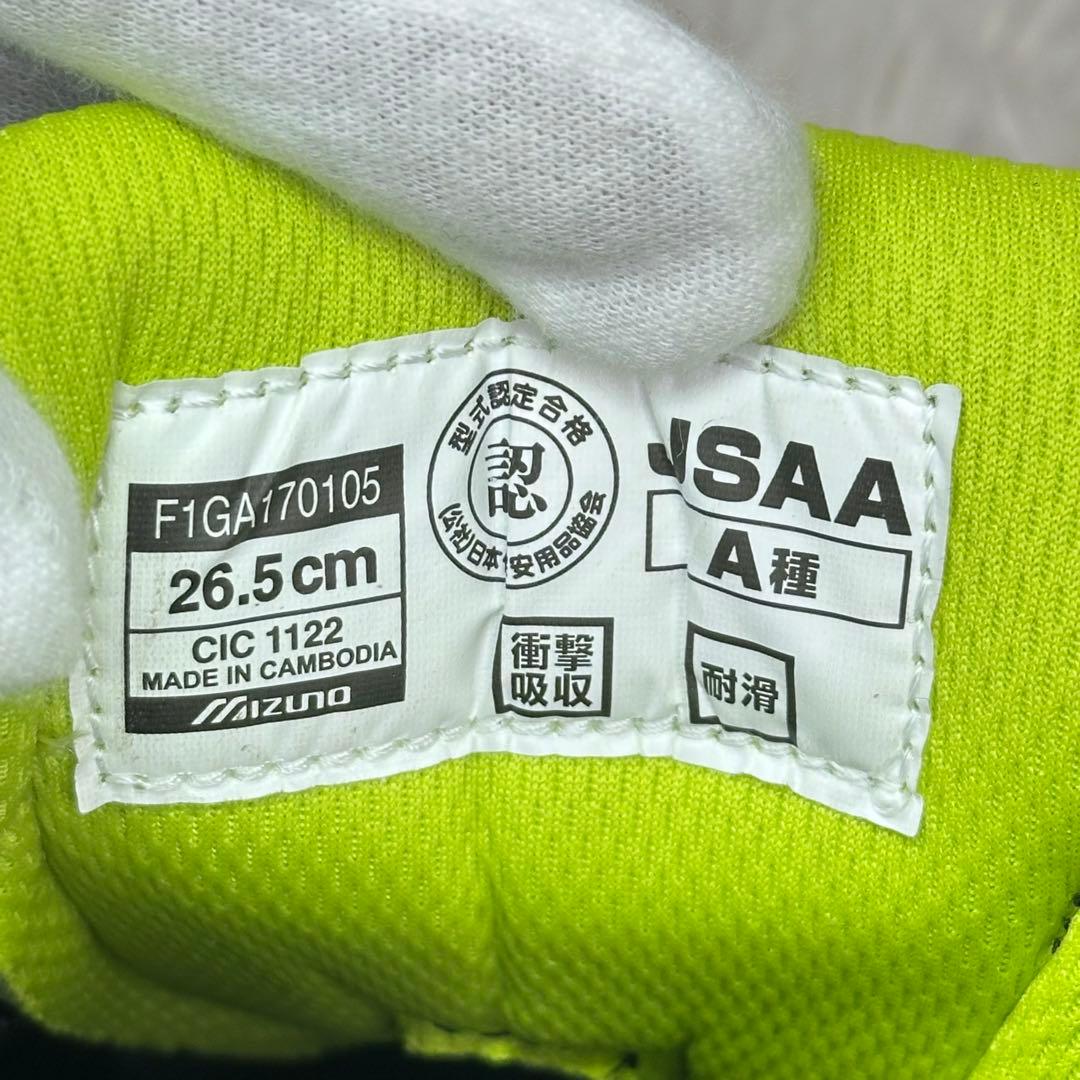 F1GA170105
26.5cm
CIC 1122
MADE IN CAMBODIA
MIZUNO
型式認定合格
認
(公社)日本 安用品協会
衝撃
吸収
JSAA
A種
耐滑